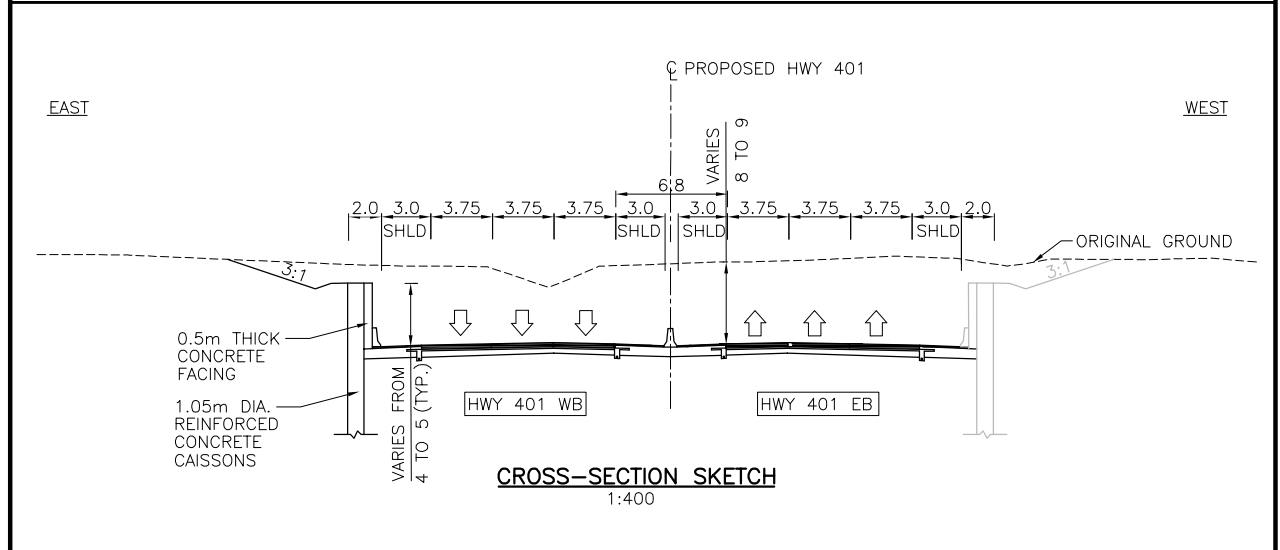 ℄ PROPOSED HWY 401
EAST
WEST
VARIES
8 TO 9
6.8
2.0 3.0 3.75 3.75 3.75 3.0 3.0 3.75 3.75 3.75 3.0 2.0
SHLD SHLD SHLD SHLD
ORIGINAL GROUND
3:1
3:1
0.5m THICK
CONCRETE
FACING
1.05m DIA.
REINFORCED
CONCRETE
CAISSONS
VARIES FROM
4 TO 5 (TYP.)
HWY 401 WB
HWY 401 EB
CROSS-SECTION SKETCH
1:400